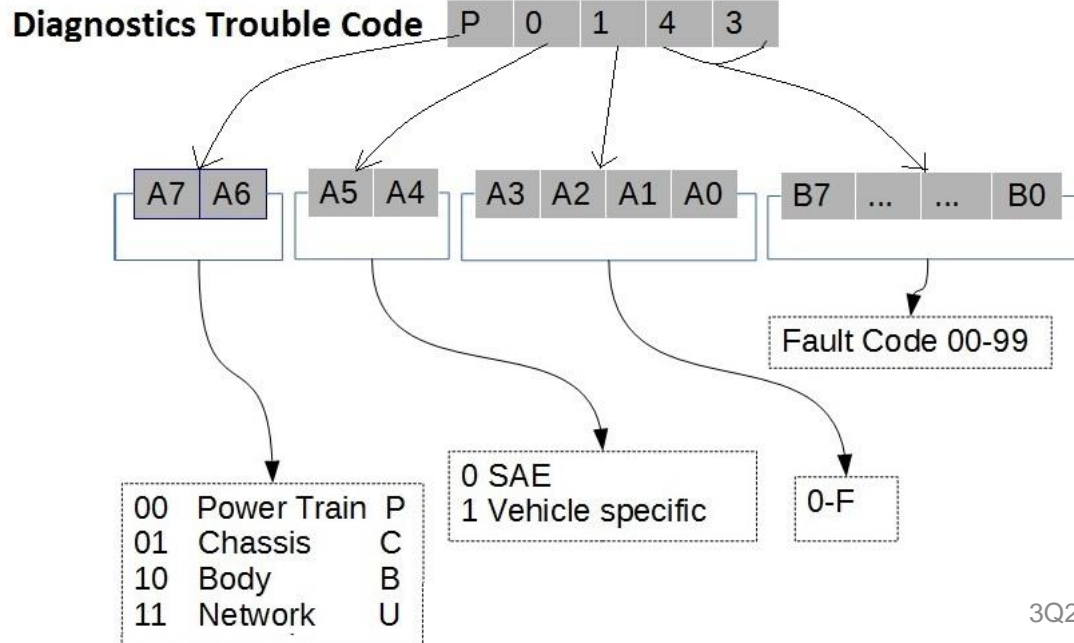 Diagnostics Trouble Code P 0 1 4 3
A7 A6 A5 A4 A3 A2 A1 A0 B7 ... ... B0
Fault Code 00-99
0 SAE
1 Vehicle specific
0-F
00 Power Train P
01 Chassis C
10 Body B
11 Network U
3Q2